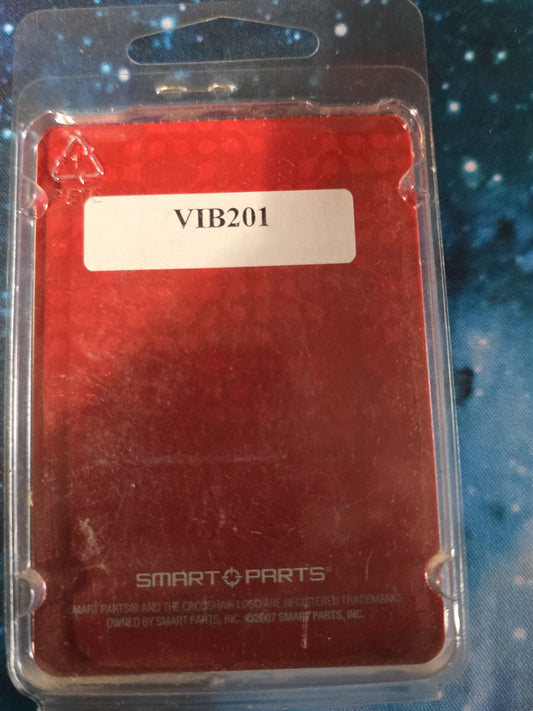 1
VIB201
SMART PARTS®
SMART PARTS® AND THE CROSSHAIR LOGO ARE REGISTERED TRADEMARKS
OWNED BY SMART PARTS, INC. ©2007 SMART PARTS, INC.